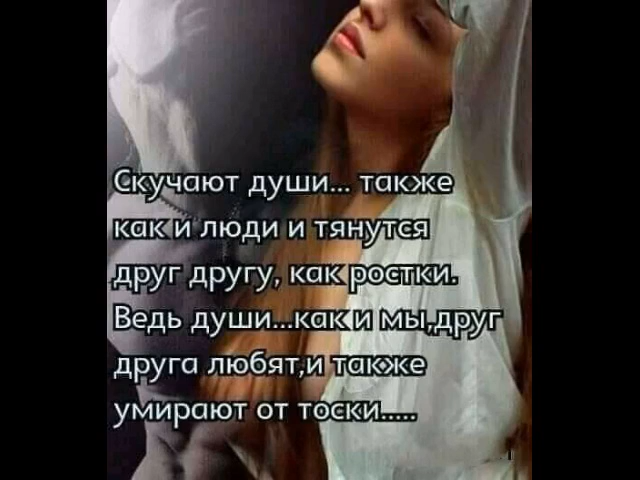 Скучают души... также
как и люди и тянутся
друг другу, как ростки.
Ведь души...как и мы,друг
друга любят,и также
умирают от тоски.....